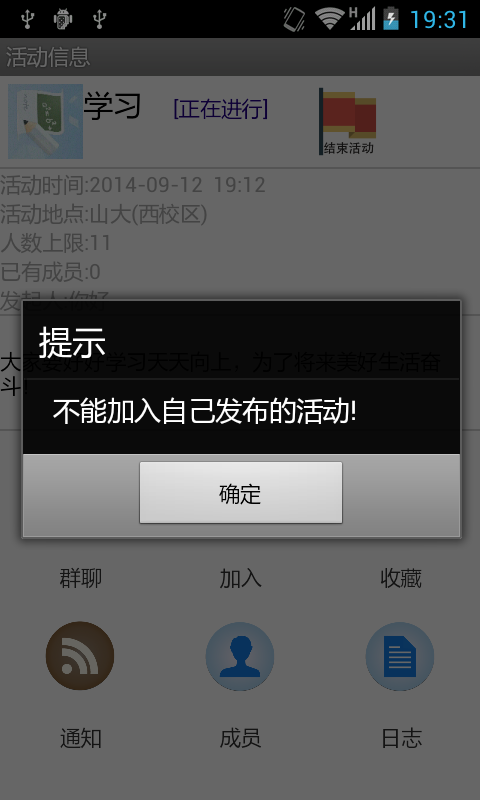 H 19:31
活动信息
学习 [正在进行]
结束活动
活动时间:2014-09-12 19:12
活动地点:山大(西校区)
人数上限:11
已有成员:0
发起人:你好
大家要好好学习天天向上，为了将来美好生活奋
斗!
提示
不能加入自己发布的活动!
确定
群聊 加入 收藏
通知 成员 日志